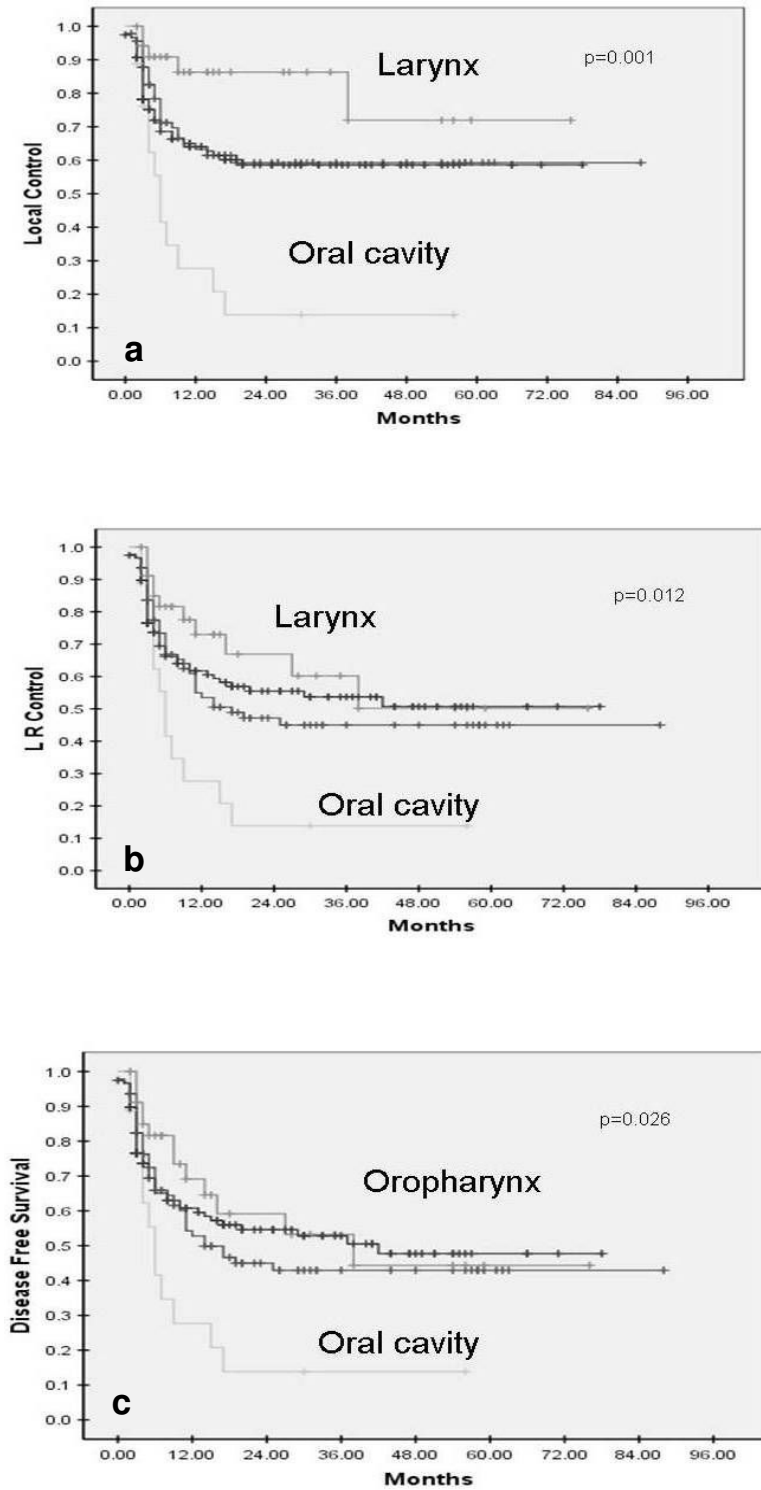 1.0
0.9
0.8
0.7
0.6
0.5
0.4
0.3
0.2
0.1
0.0
Local Control
Larynx
p=0.001
Oral cavity
a
0.00 12.00 24.00 36.00 48.00 60.00 72.00 84.00 96.00
Months
1.0
0.9
0.8
0.7
0.6
0.5
0.4
0.3
0.2
0.1
0.0
L R Control
p=0.012
Larynx
Oral cavity
b
0.00 12.00 24.00 36.00 48.00 60.00 72.00 84.00 96.00
Months
1.0
0.9
0.8
0.7
0.6
0.5
0.4
0.3
0.2
0.1
0.0
Disease Free Survival
p=0.026
Oropharynx
Oral cavity
c
0.00 12.00 24.00 36.00 48.00 60.00 72.00 84.00 96.00
Months